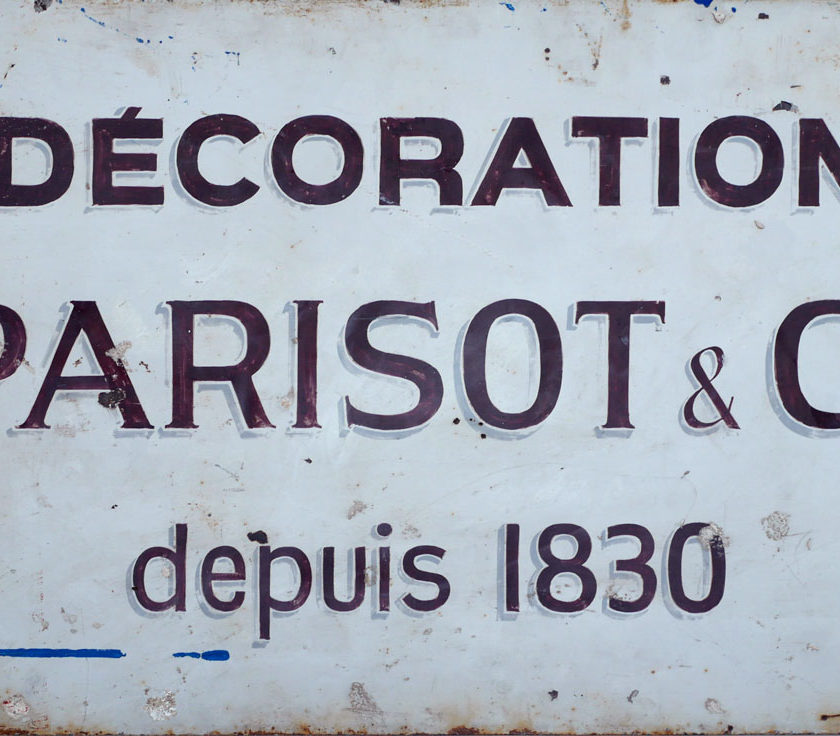 DÉCORATION
PARISOT & C
depuis 1830